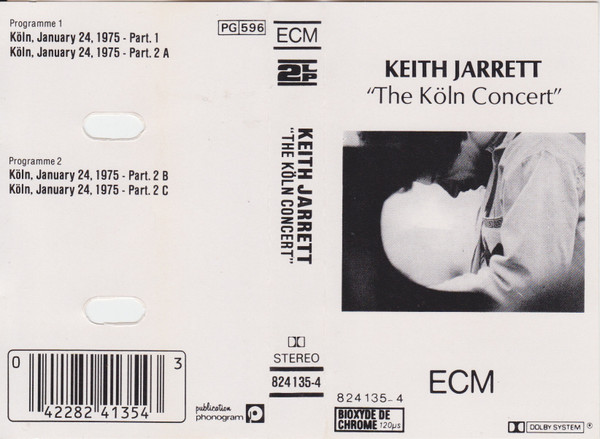 Programme 1
Köln, January 24, 1975 - Part. 1
Köln, January 24, 1975 - Part. 2 A
Programme 2
Köln, January 24, 1975 - Part. 2 B
Köln, January 24, 1975 - Part. 2 C
0 3
42282 41354
publication
phonogram
PG 596
ECM
2LP
KEITH JARRETT
"THE KÖLN CONCERT"
STEREO
824 135-4
KEITH JARRETT
“The Köln Concert”
ECM
824 135-4
BIOXYDE DE
CHROME 120µs
DOLBY SYSTEM ®